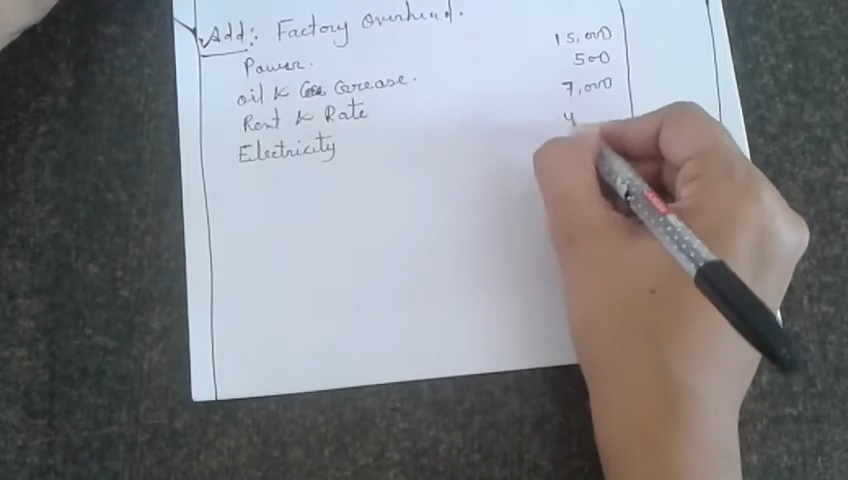 Add: Factory Overhead.
Power. 15,000
Oil & Grease. 500
Rent & Rate 7,000
Electricity 4